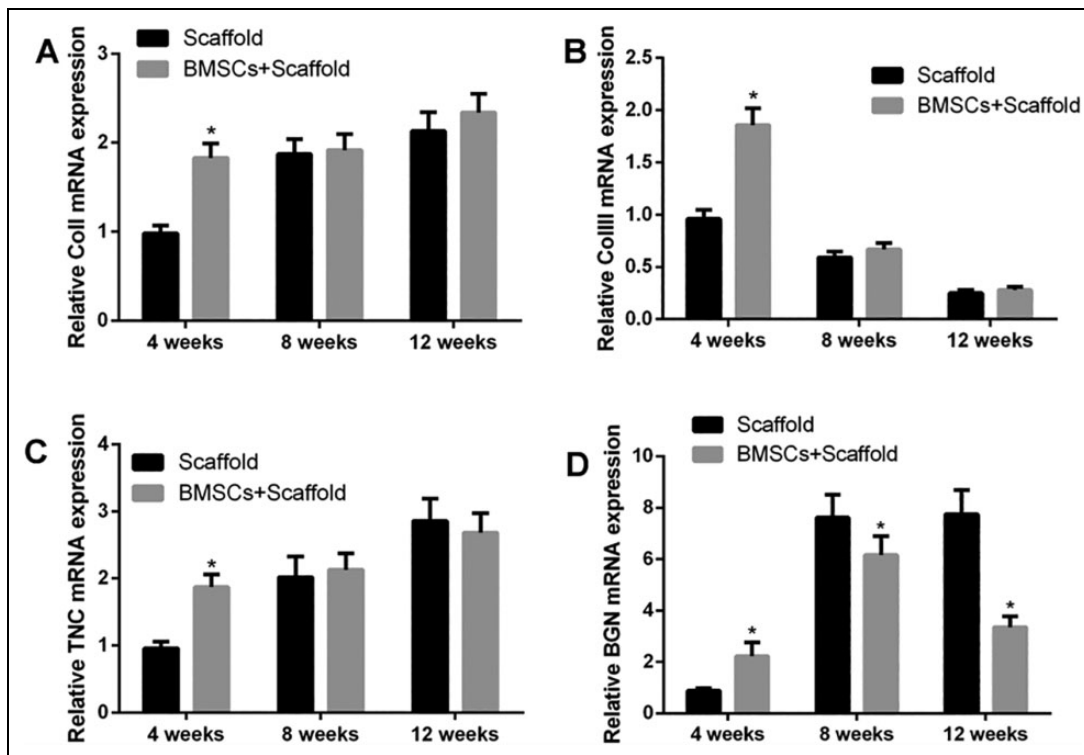 A
Scaffold
BMSCs+Scaffold
Relative ColI mRNA expression
3
2
1
0
*
4 weeks 8 weeks 12 weeks
B
Scaffold
BMSCs+Scaffold
Relative ColIII mRNA expression
2.5
2.0
1.5
1.0
0.5
0.0
*
4 weeks 8 weeks 12 weeks
C
Scaffold
BMSCs+Scaffold
Relative TNC mRNA expression
4
3
2
1
0
*
4 weeks 8 weeks 12 weeks
D
Scaffold
BMSCs+Scaffold
Relative BGN mRNA expression
10
8
6
4
2
0
*
*
*
4 weeks 8 weeks 12 weeks